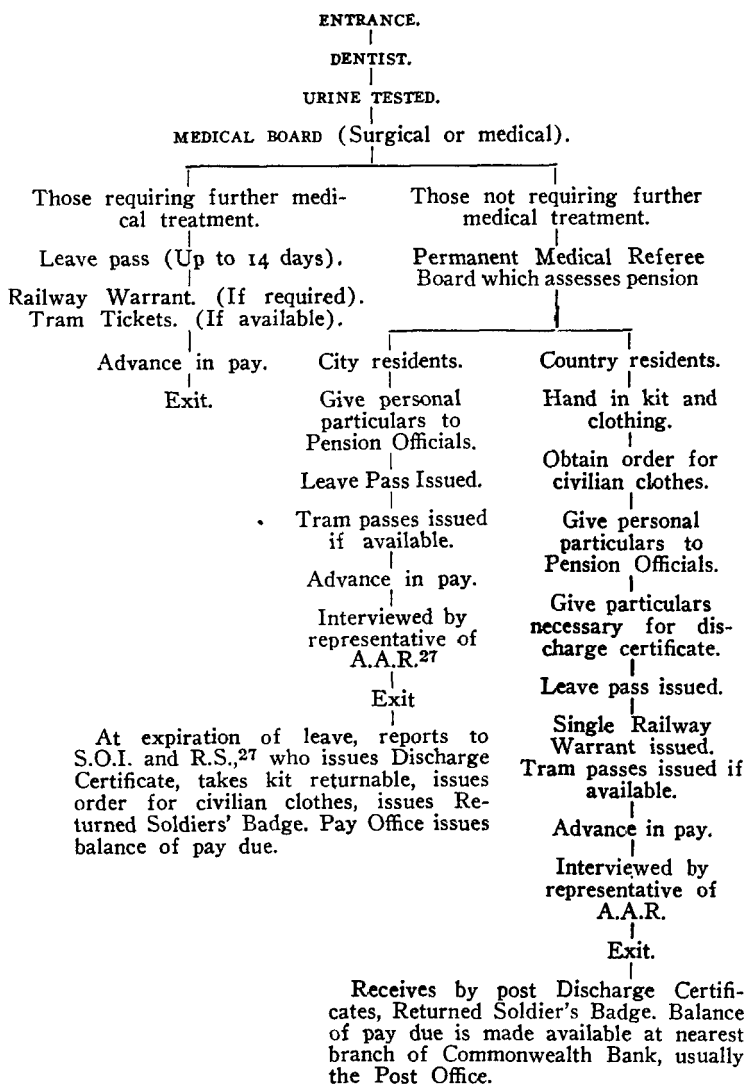 ENTRANCE.
DENTIST.
URINE TESTED.
MEDICAL BOARD (Surgical or medical).
Those requiring further medi-
cal treatment.
Leave pass (Up to 14 days).
Railway Warrant. (If required).
Tram Tickets. (If available).
Advance in pay.
Exit.
Those not requiring further
medical treatment.
Permanent Medical Referee
Board which assesses pension
City residents.
Give personal
particulars to
Pension Officials.
Leave Pass Issued.
Tram passes issued
if available.
Advance in pay.
Interviewed by
representative of
A.A.R.27
Exit
At expiration of leave, reports to
S.O.I. and R.S.,27 who issues Discharge
Certificate, takes kit returnable, issues
order for civilian clothes, issues Re-
turned Soldiers' Badge. Pay Office issues
balance of pay due.
Country residents.
Hand in kit and
clothing.
Obtain order for
civilian clothes.
Give personal
particulars to
Pension Officials.
Give particulars
necessary for dis-
charge certificate.
Leave pass issued.
Single Railway
Warrant issued.
Tram passes issued if
available.
Advance in pay.
Interviewed by
representative of
A.A.R.
Exit.
Receives by post Discharge Certifi-
cates, Returned Soldier's Badge. Balance
of pay due is made available at nearest
branch of Commonwealth Bank, usually
the Post Office.